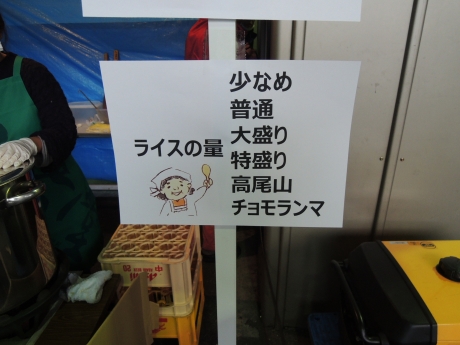 ライスの量
少なめ
普通
大盛り
特盛り
高尾山
チョモランマ